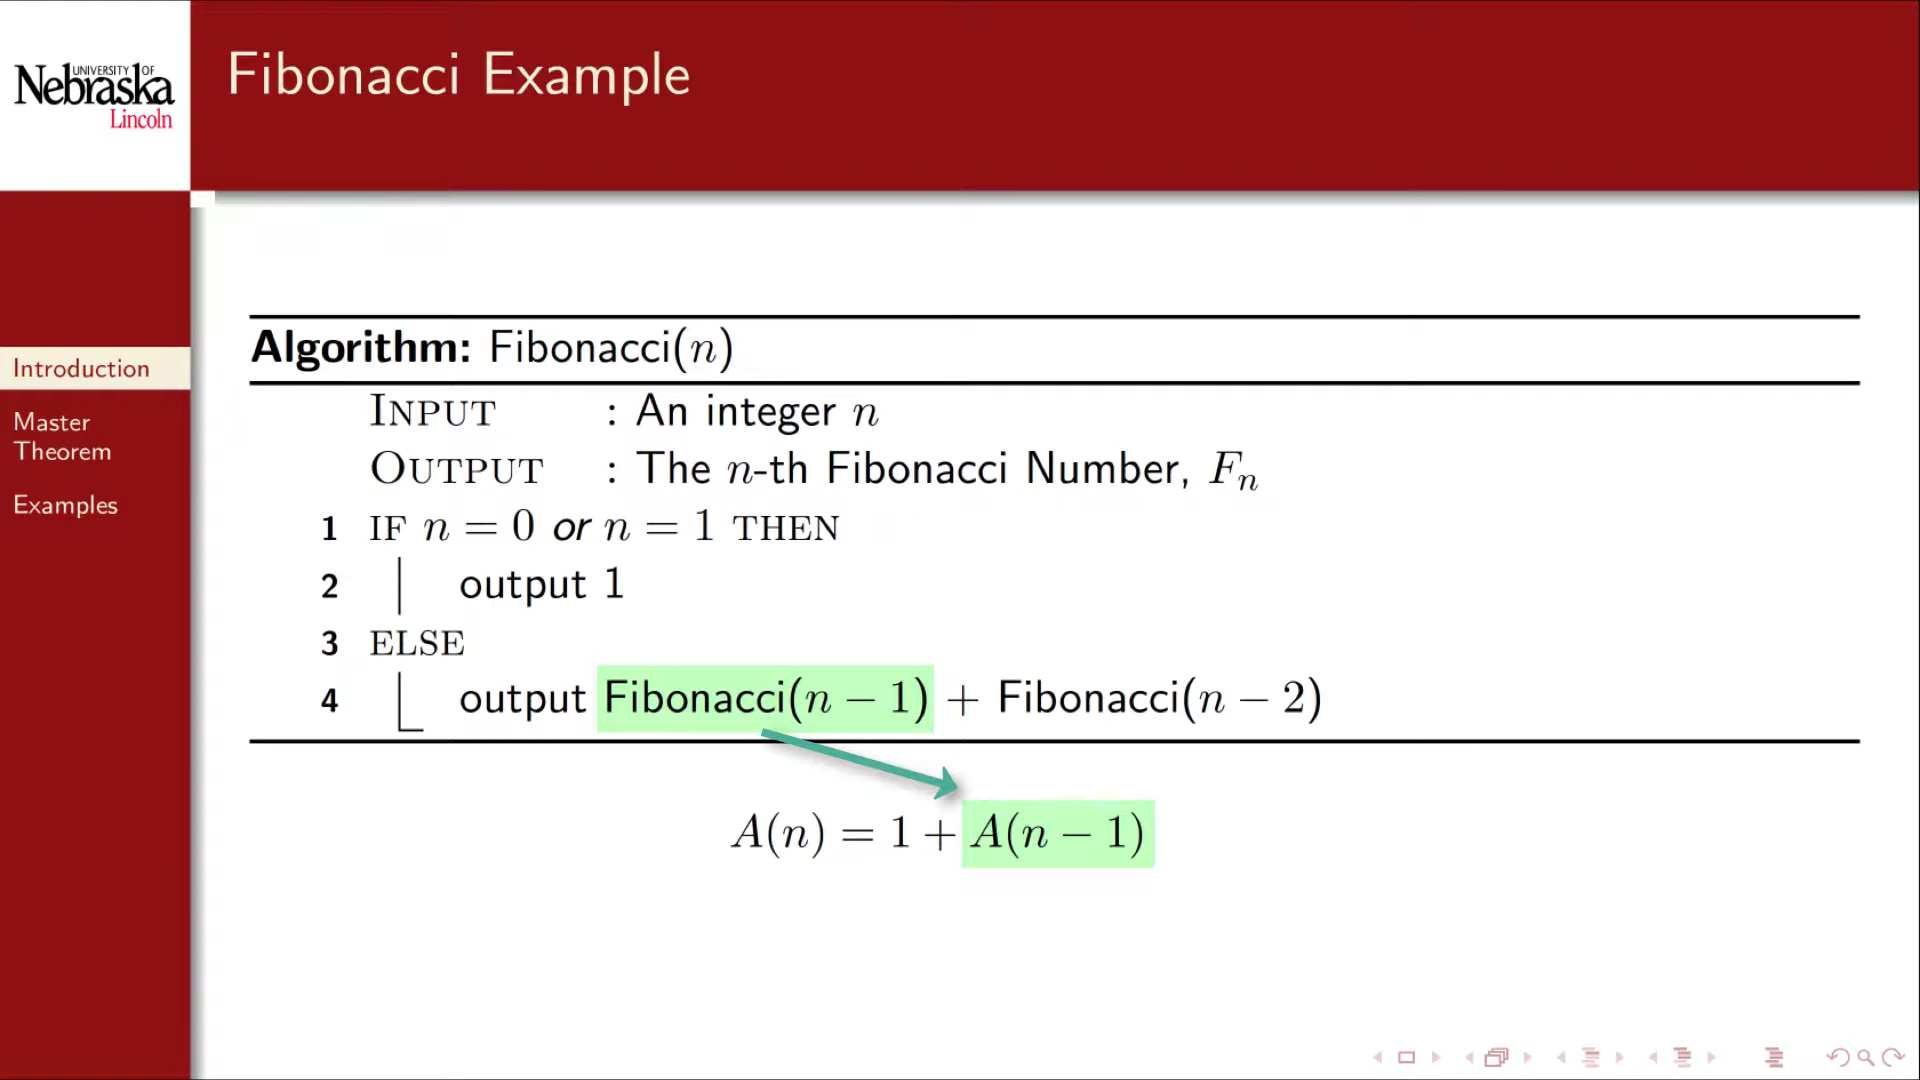 UNIVERSITY OF
Nebraska
Lincoln
Fibonacci Example
Introduction
Master
Theorem
Examples
Algorithm: Fibonacci(n)
INPUT : An integer n
OUTPUT : The n-th Fibonacci Number, Fₙ
1 IF n = 0 or n = 1 THEN
2 output 1
3 ELSE
4 output Fibonacci(n − 1) + Fibonacci(n − 2)
A(n) = 1 + A(n − 1)